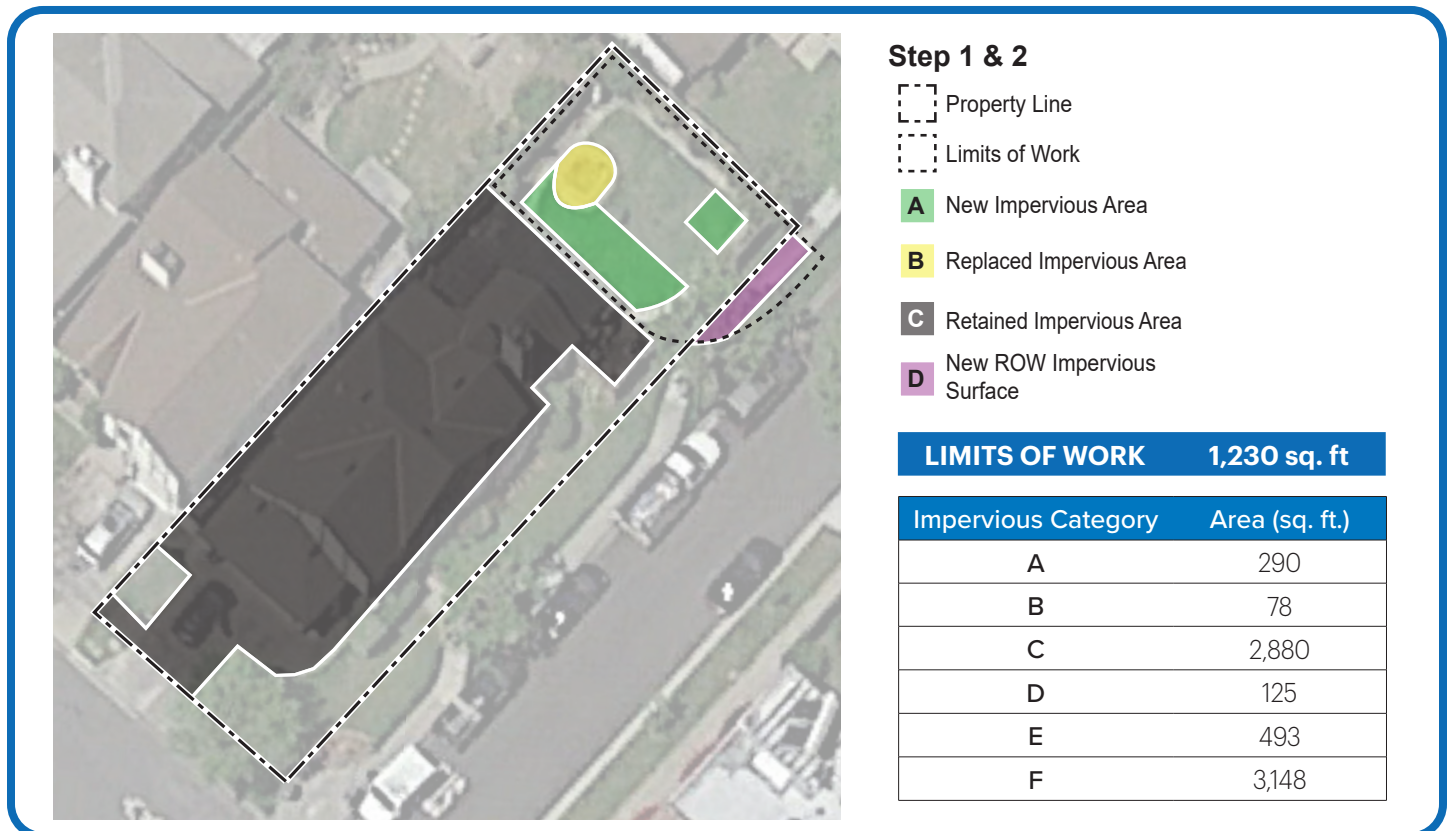 Step 1 & 2
Property Line
Limits of Work
A New Impervious Area
B Replaced Impervious Area
C Retained Impervious Area
D New ROW Impervious
Surface
LIMITS OF WORK 1,230 sq. ft
Impervious Category Area (sq. ft.)
A 290
B 78
C 2,880
D 125
E 493
F 3,148